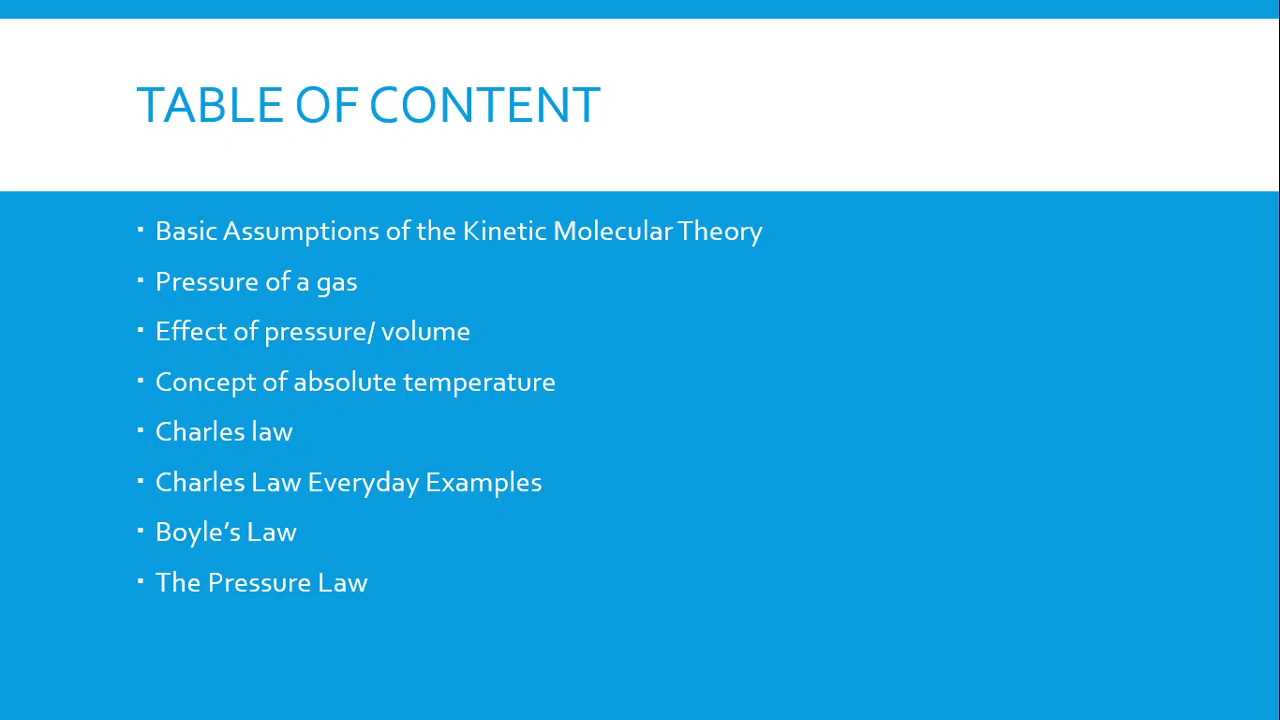 TABLE OF CONTENT
▪ Basic Assumptions of the Kinetic Molecular Theory
▪ Pressure of a gas
▪ Effect of pressure/ volume
▪ Concept of absolute temperature
▪ Charles law
▪ Charles Law Everyday Examples
▪ Boyle’s Law
▪ The Pressure Law